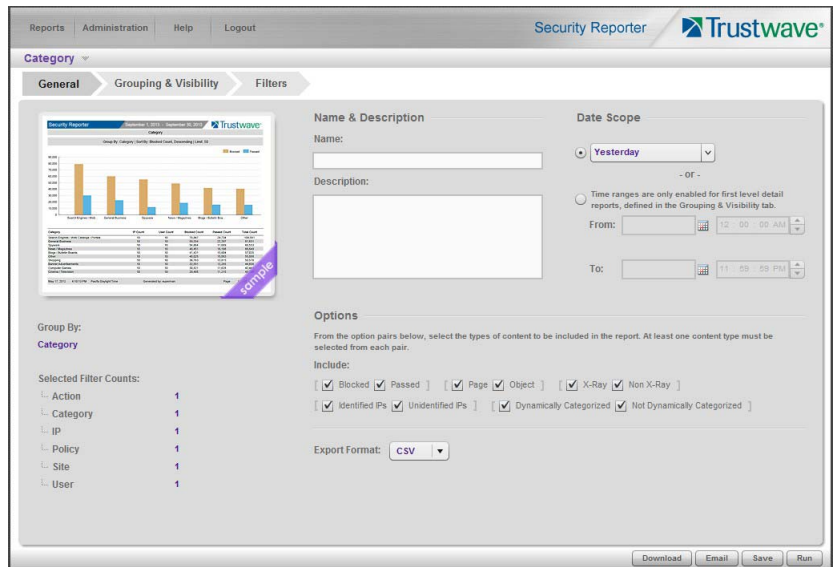 Reports Administration Help Logout
Security Reporter Trustwave®
Category
General Grouping & Visibility Filters
Security Reporter Trustwave
Category
sample
Group By:
Category
Selected Filter Counts:
Action 1
Category 1
IP 1
Policy 1
Site 1
User 1
Name & Description
Name:
Description:
Date Scope
Yesterday
- or -
Time ranges are only enabled for first level detail
reports, defined in the Grouping & Visibility tab.
From: 12 : 00 : 00 AM
To: 11 : 59 : 59 PM
Options
From the option pairs below, select the types of content to be included in the report. At least one content type must be
selected from each pair.
Include:
[ Blocked Passed ] [ Page Object ] [ X-Ray Non X-Ray ]
[ Identified IPs Unidentified IPs ] [ Dynamically Categorized Not Dynamically Categorized ]
Export Format: CSV
Download Email Save Run